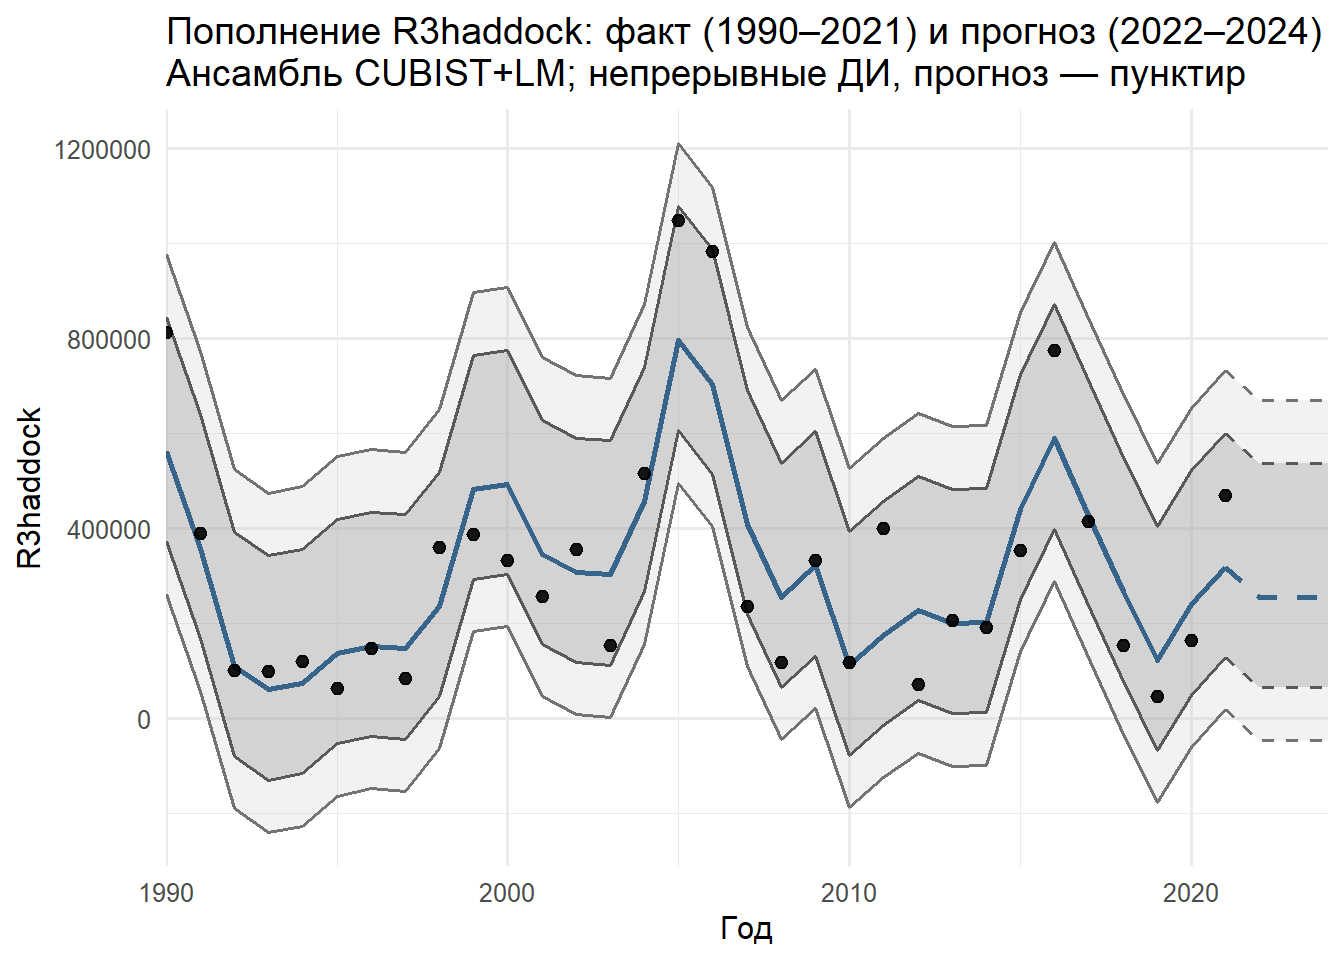 Пополнение R3haddock: факт (1990–2021) и прогноз (2022–2024)
Ансамбль CUBIST+LM; непрерывные ДИ, прогноз — пунктир
1200000
800000
400000
0
R3haddock
1990
2000
2010
2020
Год